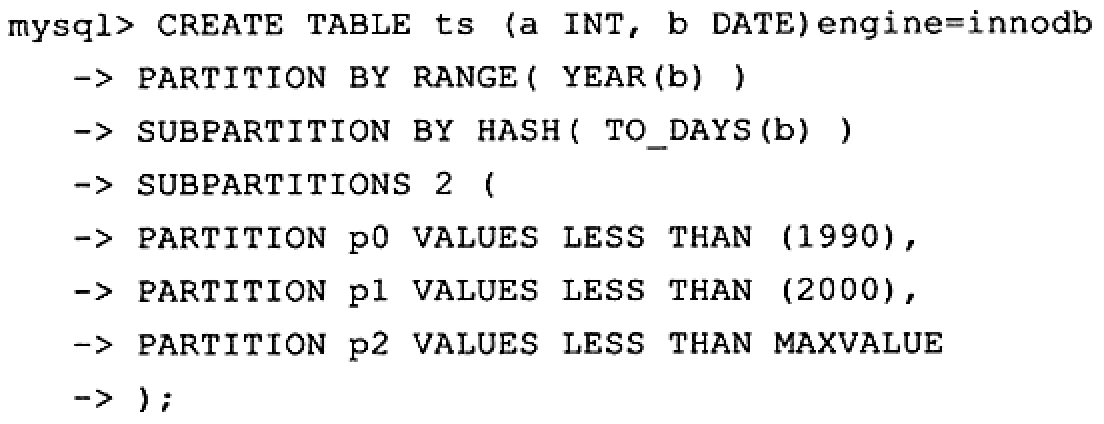 mysql> CREATE TABLE ts (a INT, b DATE)engine=innodb
-> PARTITION BY RANGE( YEAR(b) )
-> SUBPARTITION BY HASH( TO_DAYS(b) )
-> SUBPARTITIONS 2 (
-> PARTITION p0 VALUES LESS THAN (1990),
-> PARTITION p1 VALUES LESS THAN (2000),
-> PARTITION p2 VALUES LESS THAN MAXVALUE
-> );